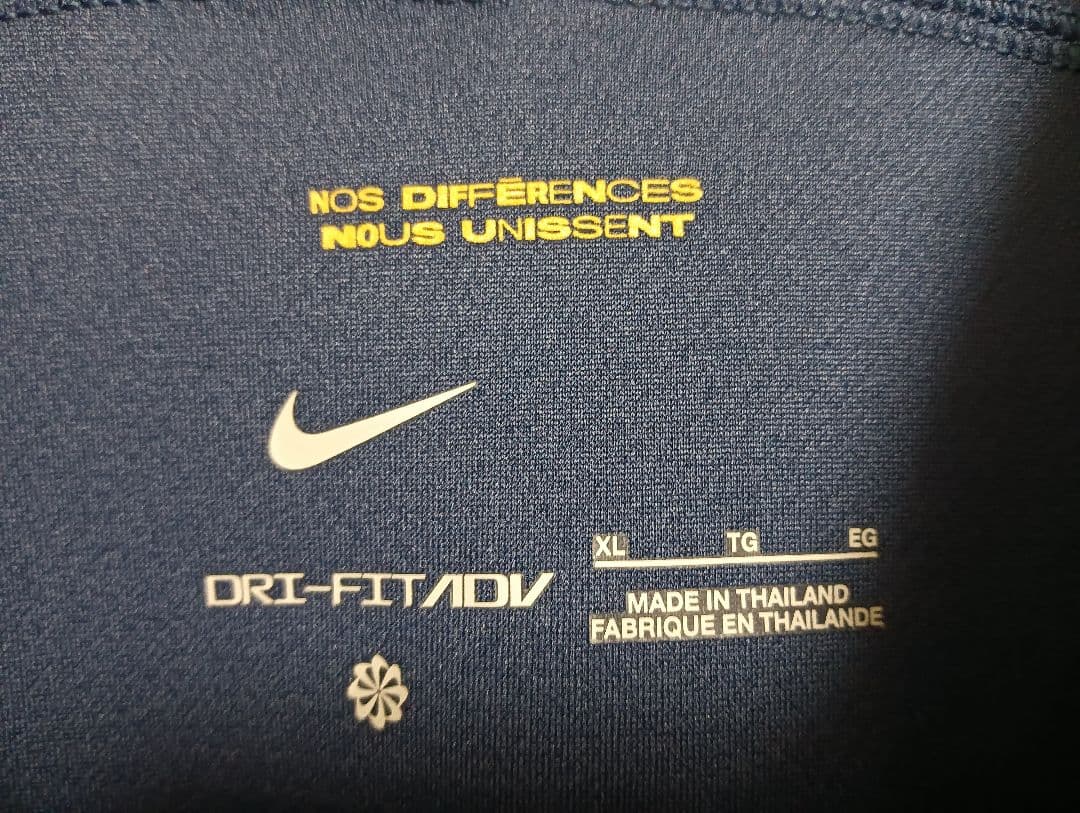 NOS DIFFÉRENCES
NOUS UNISSENT
XL TG EG
DRI-FIT ADV
MADE IN THAILAND
FABRIQUE EN THAILANDE